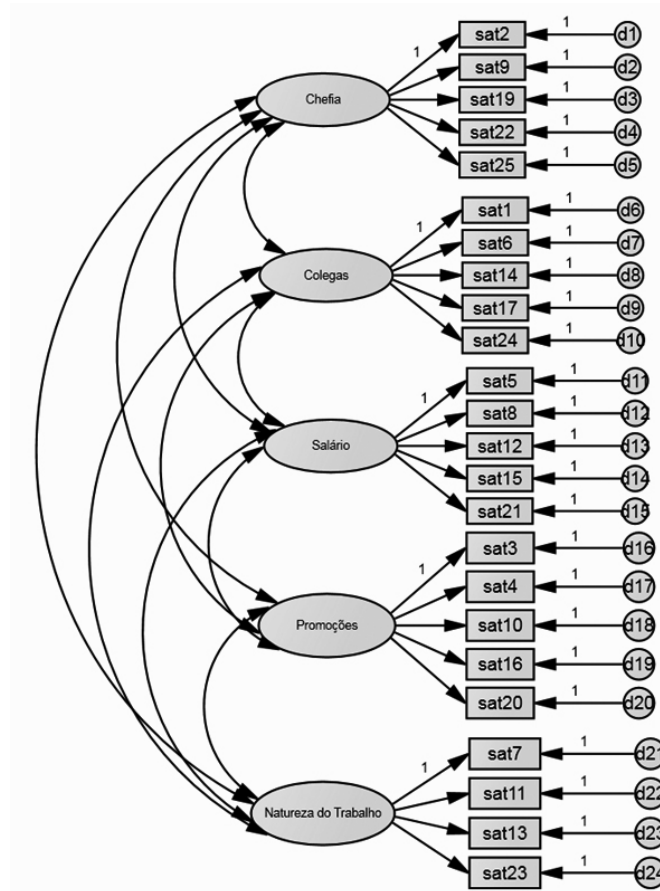 sat2 1 d1
sat9 1 d2
Chefia 1 sat19 1 d3
sat22 1 d4
sat25 1 d5
sat1 1 d6
sat6 1 d7
Colegas 1 sat14 1 d8
sat17 1 d9
sat24 1 d10
sat5 1 d11
sat8 1 d12
Salário 1 sat12 1 d13
sat15 1 d14
sat21 1 d15
sat3 1 d16
sat4 1 d17
Promoções 1 sat10 1 d18
sat16 1 d19
sat20 1 d20
sat7 1 d21
sat11 1 d22
Natureza do Trabalho 1 sat13 1 d23
sat23 1 d24